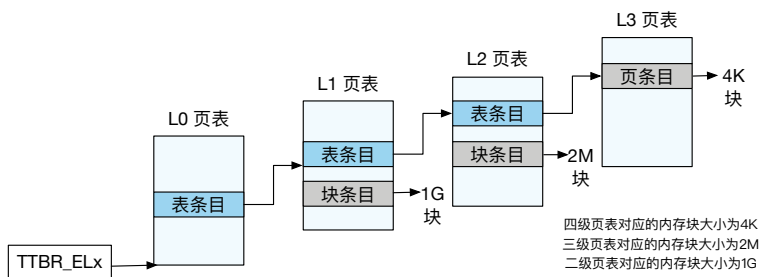 L3 页表
L2 页表
页条目
4K
块
L1 页表
表条目
L0 页表
表条目
块条目
2M
块
表条目
块条目
1G
块
四级页表对应的内存块大小为4K
三级页表对应的内存块大小为2M
二级页表对应的内存块大小为1G
TTBR_ELx